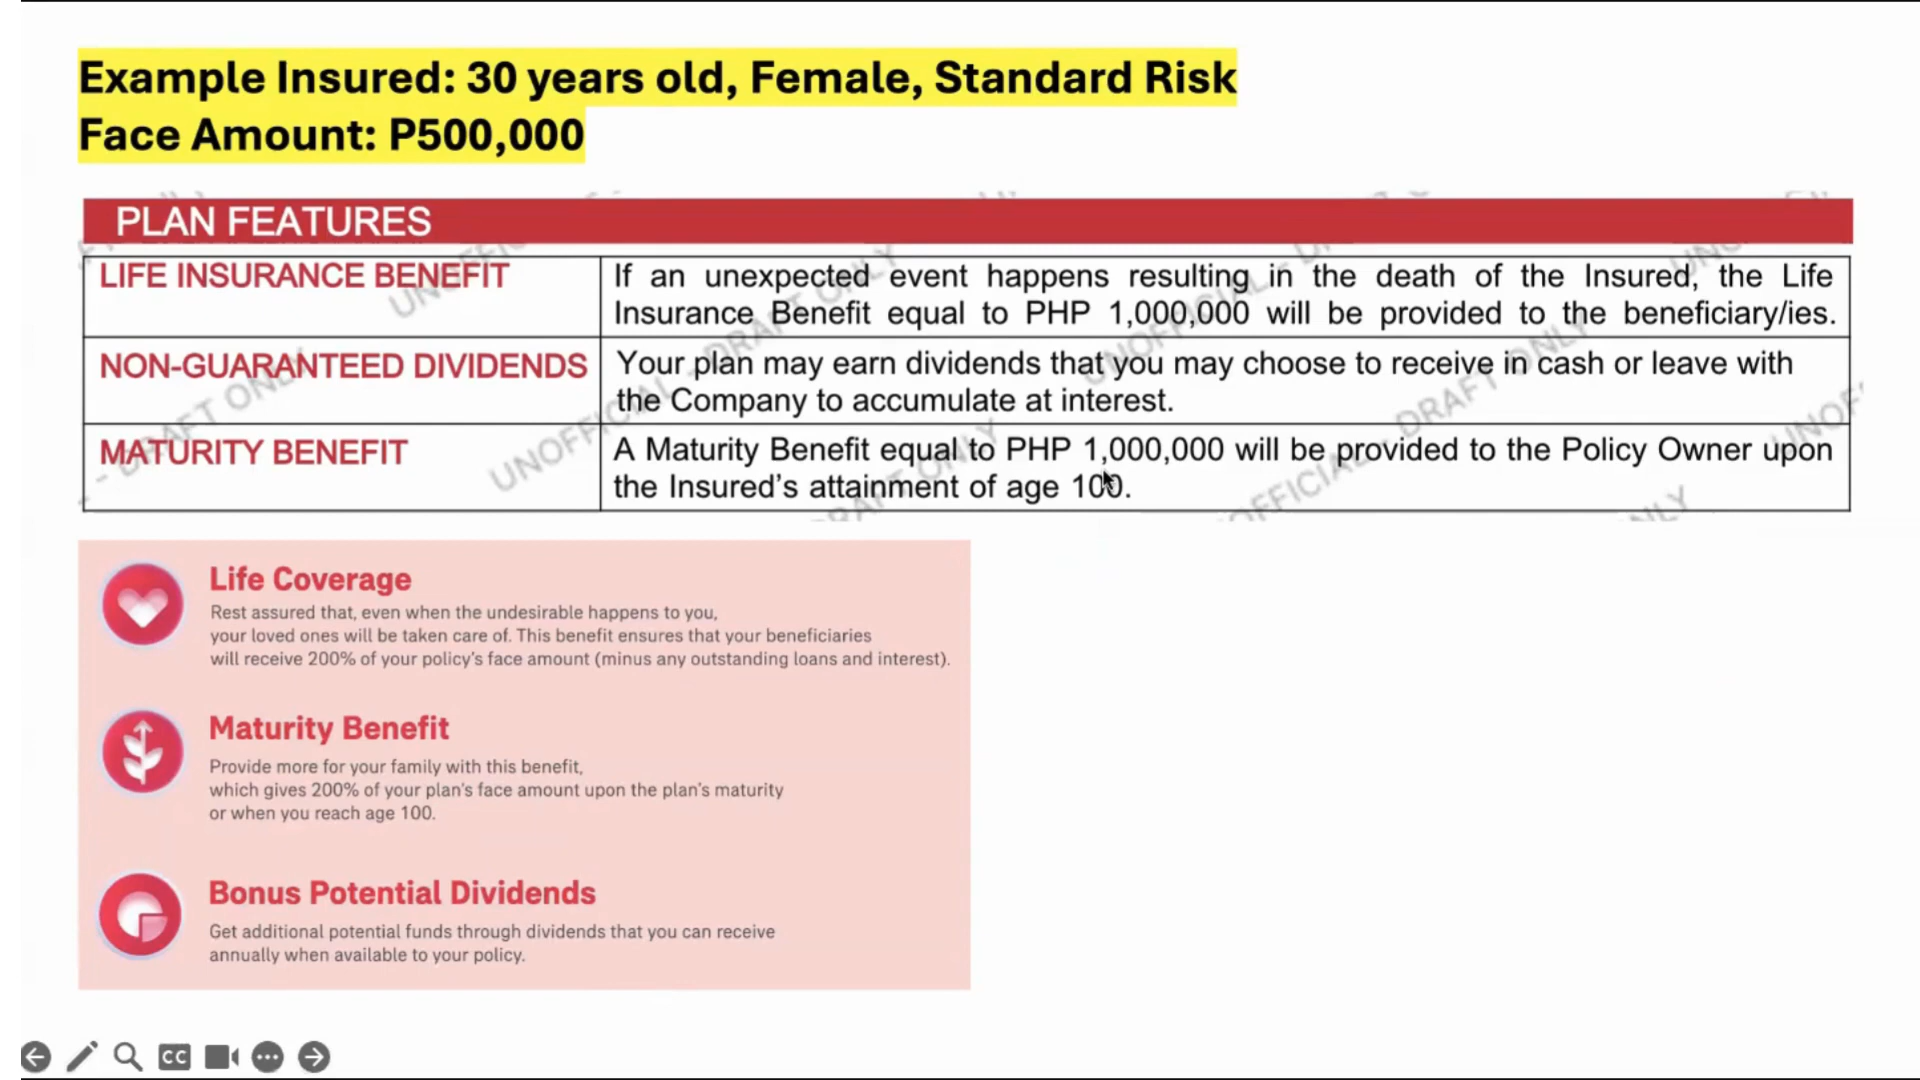 Example Insured: 30 years old, Female, Standard Risk
Face Amount: P500,000
PLAN FEATURES
LIFE INSURANCE BENEFIT
If an unexpected event happens resulting in the death of the Insured, the Life
Insurance Benefit equal to PHP 1,000,000 will be provided to the beneficiary/ies.
NON-GUARANTEED DIVIDENDS
Your plan may earn dividends that you may choose to receive in cash or leave with
the Company to accumulate at interest.
MATURITY BENEFIT
A Maturity Benefit equal to PHP 1,000,000 will be provided to the Policy Owner upon
the Insured's attainment of age 100.
UNOFFICIAL - DRAFT ONLY
UNOFFICIAL - DRAFT ONLY
Life Coverage
Rest assured that, even when the undesirable happens to you,
your loved ones will be taken care of. This benefit ensures that your beneficiaries
will receive 200% of your policy's face amount (minus any outstanding loans and interest).
Maturity Benefit
Provide more for your family with this benefit,
which gives 200% of your plan's face amount upon the plan's maturity
or when you reach age 100.
Bonus Potential Dividends
Get additional potential funds through dividends that you can receive
annually when available to your policy.
CC